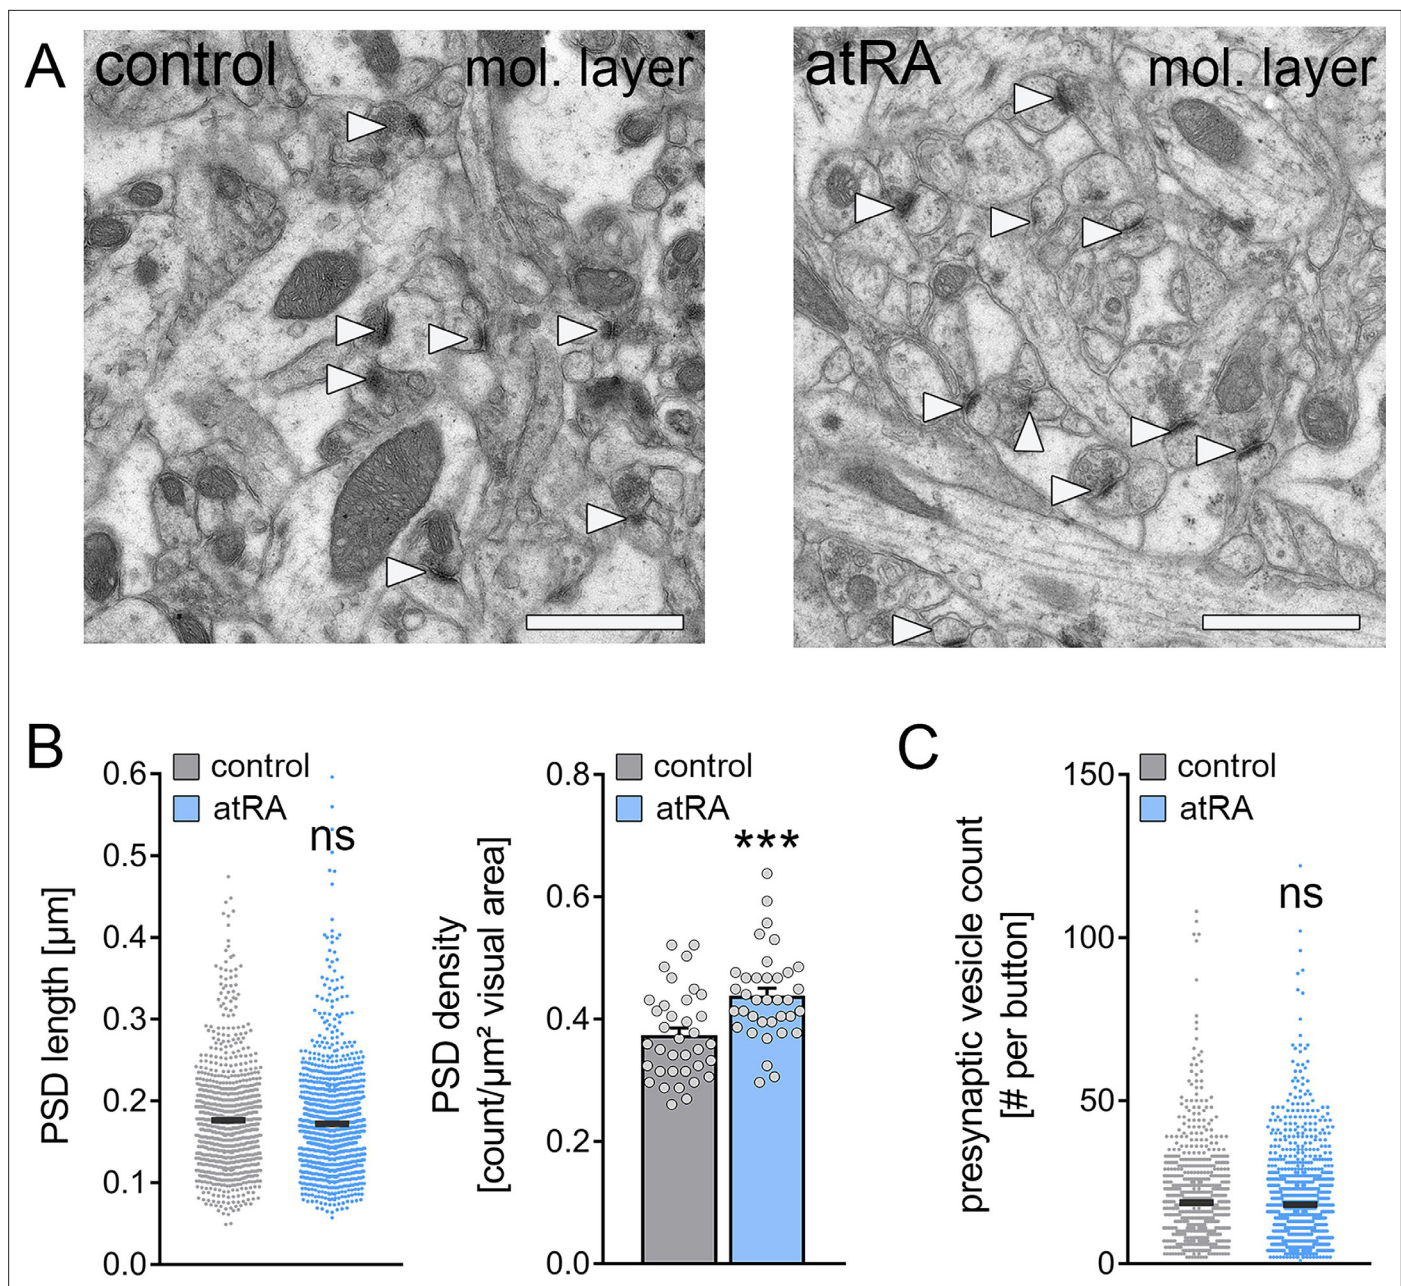 A
control
mol. layer
atRA
mol. layer
B
PSD length [µm]
0.6
0.5
0.4
0.3
0.2
0.1
0.0
control
atRA
ns
PSD density
[count/µm² visual area]
0.8
0.6
0.4
0.2
0.0
control
atRA
***
C
presynaptic vesicle count
[# per button]
150
100
50
0
control
atRA
ns